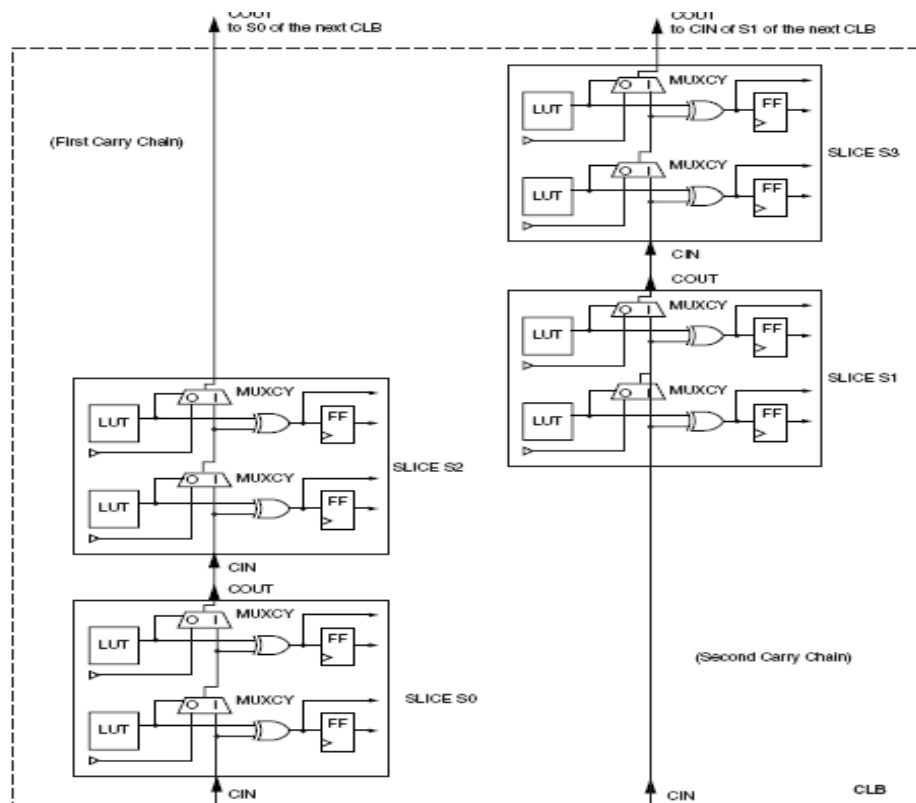 COUT
to S0 of the next CLB
COUT
to CIN of S1 of the next CLB
(First Carry Chain)
LUT
O I
MUXCY
FF
LUT
O I
MUXCY
FF
SLICE S3
CIN
COUT
LUT
O I
MUXCY
FF
LUT
O I
MUXCY
FF
SLICE S1
LUT
O I
MUXCY
FF
LUT
O I
MUXCY
FF
SLICE S2
CIN
COUT
LUT
O I
MUXCY
FF
LUT
O I
MUXCY
FF
SLICE S0
CIN
(Second Carry Chain)
CIN
CLB